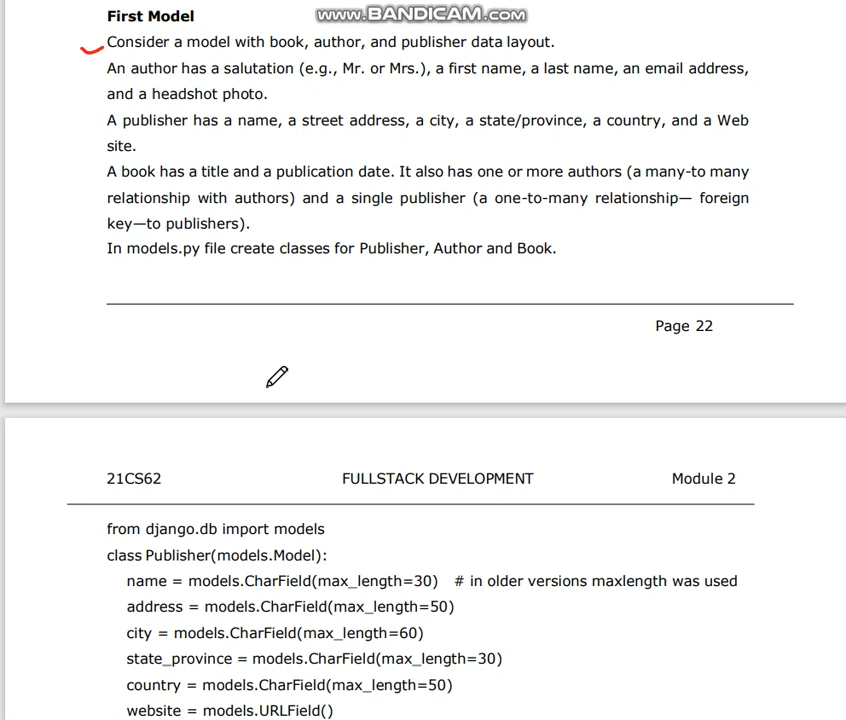 www.BANDICAM.com
First Model
Consider a model with book, author, and publisher data layout.
An author has a salutation (e.g., Mr. or Mrs.), a first name, a last name, an email address,
and a headshot photo.
A publisher has a name, a street address, a city, a state/province, a country, and a Web
site.
A book has a title and a publication date. It also has one or more authors (a many-to many
relationship with authors) and a single publisher (a one-to-many relationship— foreign
key—to publishers).
In models.py file create classes for Publisher, Author and Book.
Page 22
21CS62 FULLSTACK DEVELOPMENT Module 2
from django.db import models
class Publisher(models.Model):
name = models.CharField(max_length=30) # in older versions maxlength was used
address = models.CharField(max_length=50)
city = models.CharField(max_length=60)
state_province = models.CharField(max_length=30)
country = models.CharField(max_length=50)
website = models.URLField()